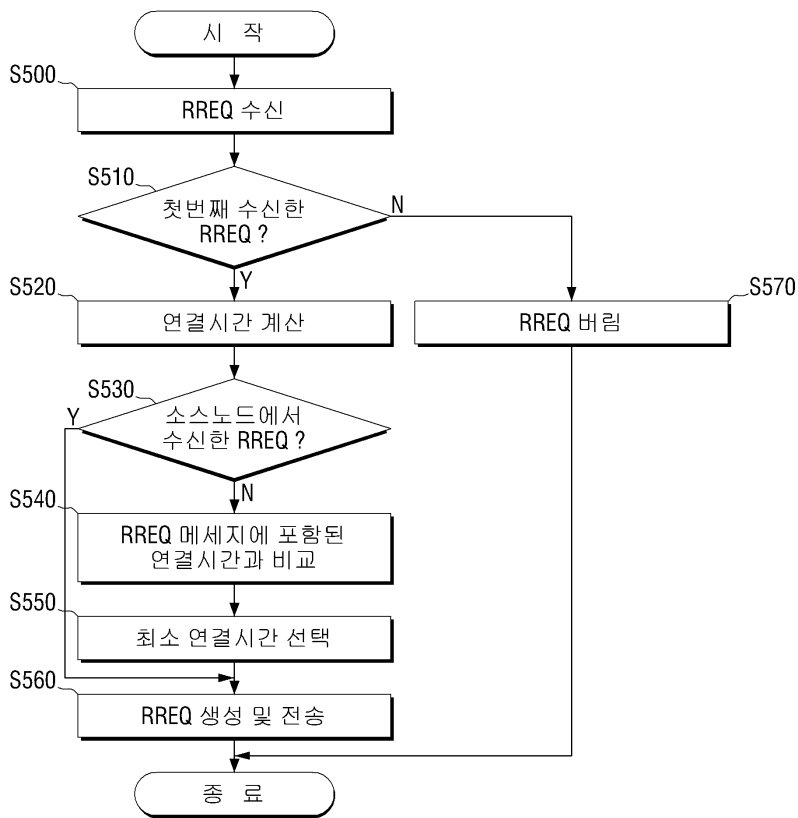 시 작
S500
RREQ 수신
S510
첫번째 수신한
RREQ ?
N
Y
S520
연결시간 계산
S570
RREQ 버림
S530
Y
소스노드에서
수신한 RREQ ?
N
S540
RREQ 메세지에 포함된
연결시간과 비교
S550
최소 연결시간 선택
S560
RREQ 생성 및 전송
종 료